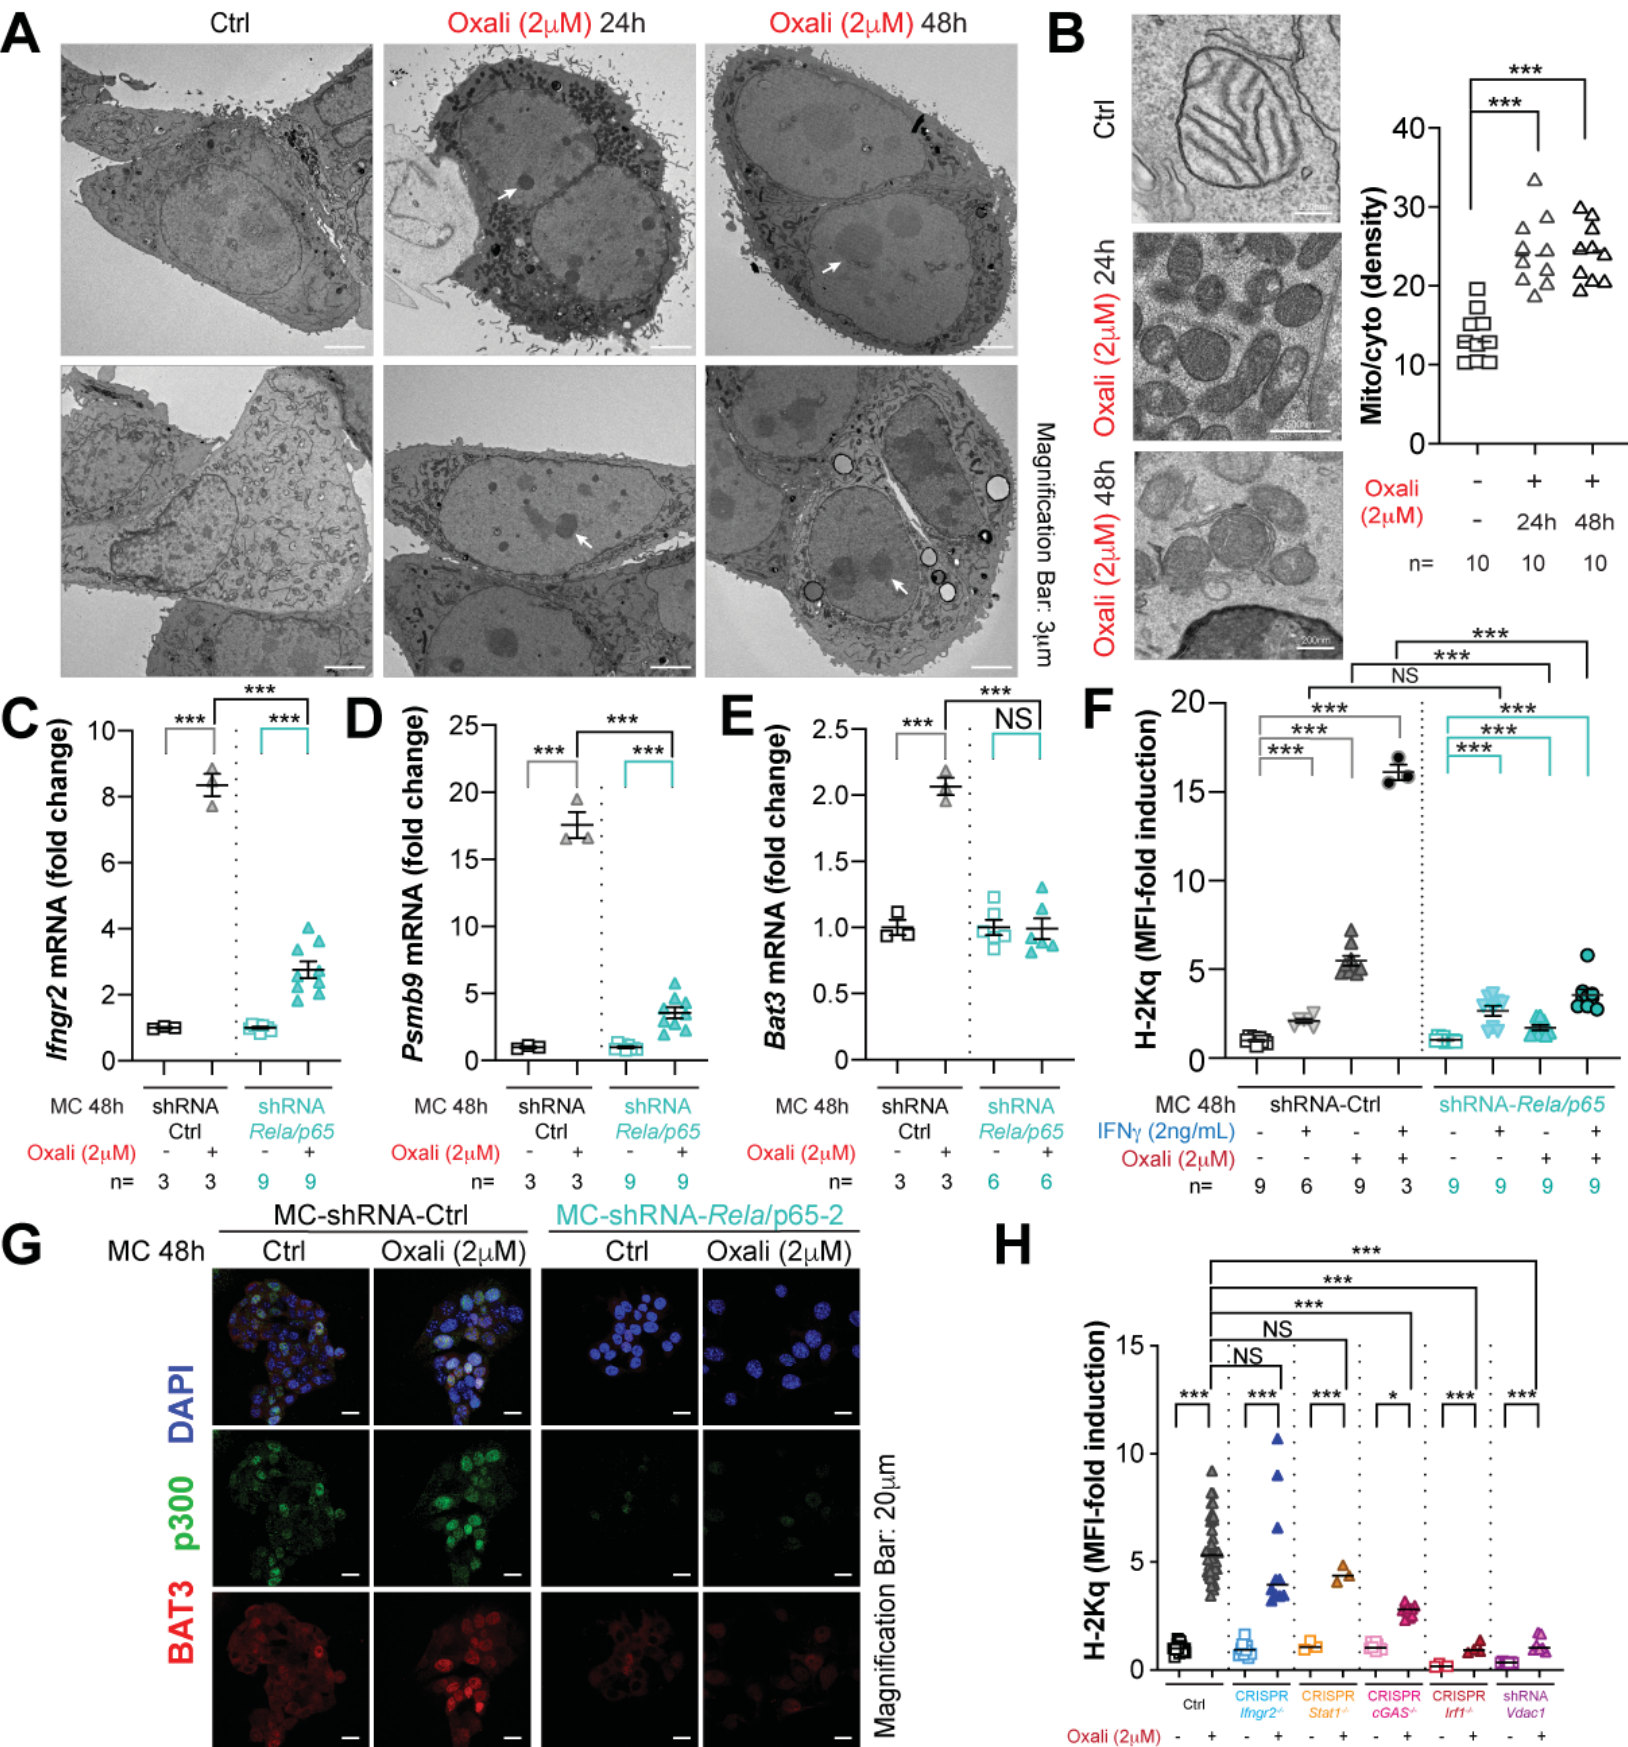 A
Ctrl
Oxali (2μM) 24h
Oxali (2μM) 48h
Magnification Bar: 3μm
B
Ctrl
Oxali (2μM) 24h
500nm
Oxali (2μM) 48h
200nm
Mito/cyto (density)
40
30
20
10
0
***
***
Oxali
(2μM)
- + +
- 24h 48h
n= 10 10 10
C
Ifngr2 mRNA (fold change)
10
8
6
4
2
0
***
***
***
MC 48h shRNA Ctrl shRNA Rela/p65
Oxali (2μM) - + - +
n= 3 3 9 9
D
Psmb9 mRNA (fold change)
25
20
15
10
5
0
***
***
***
MC 48h shRNA Ctrl shRNA Rela/p65
Oxali (2μM) - + - +
n= 3 3 9 9
E
Bat3 mRNA (fold change)
2.5
2.0
1.5
1.0
0.5
0
***
***
NS
MC 48h shRNA Ctrl shRNA Rela/p65
Oxali (2μM) - + - +
n= 3 3 6 6
F
H-2Kq (MFI-fold induction)
20
15
10
5
0
***
***
NS
***
***
***
***
***
***
MC 48h shRNA-Ctrl shRNA-Rela/p65
IFNγ (2ng/mL) - + - + - + - +
Oxali (2μM) - - + + - - + +
n= 9 6 9 3 9 9 9 9
G
MC-shRNA-Ctrl MC-shRNA-Rela/p65-2
MC 48h Ctrl Oxali (2μM) Ctrl Oxali (2μM)
DAPI
p300
BAT3
Magnification Bar: 20μm
H
H-2Kq (MFI-fold induction)
15
10
5
0
***
***
***
NS
NS
*** *** *** * *** ***
Ctrl
CRISPR Ifngr2-/-
CRISPR Stat1-/-
CRISPR cGAS-/-
CRISPR Irf1-/-
shRNA Vdac1
Oxali (2μM) - + - + - + - + - + - +